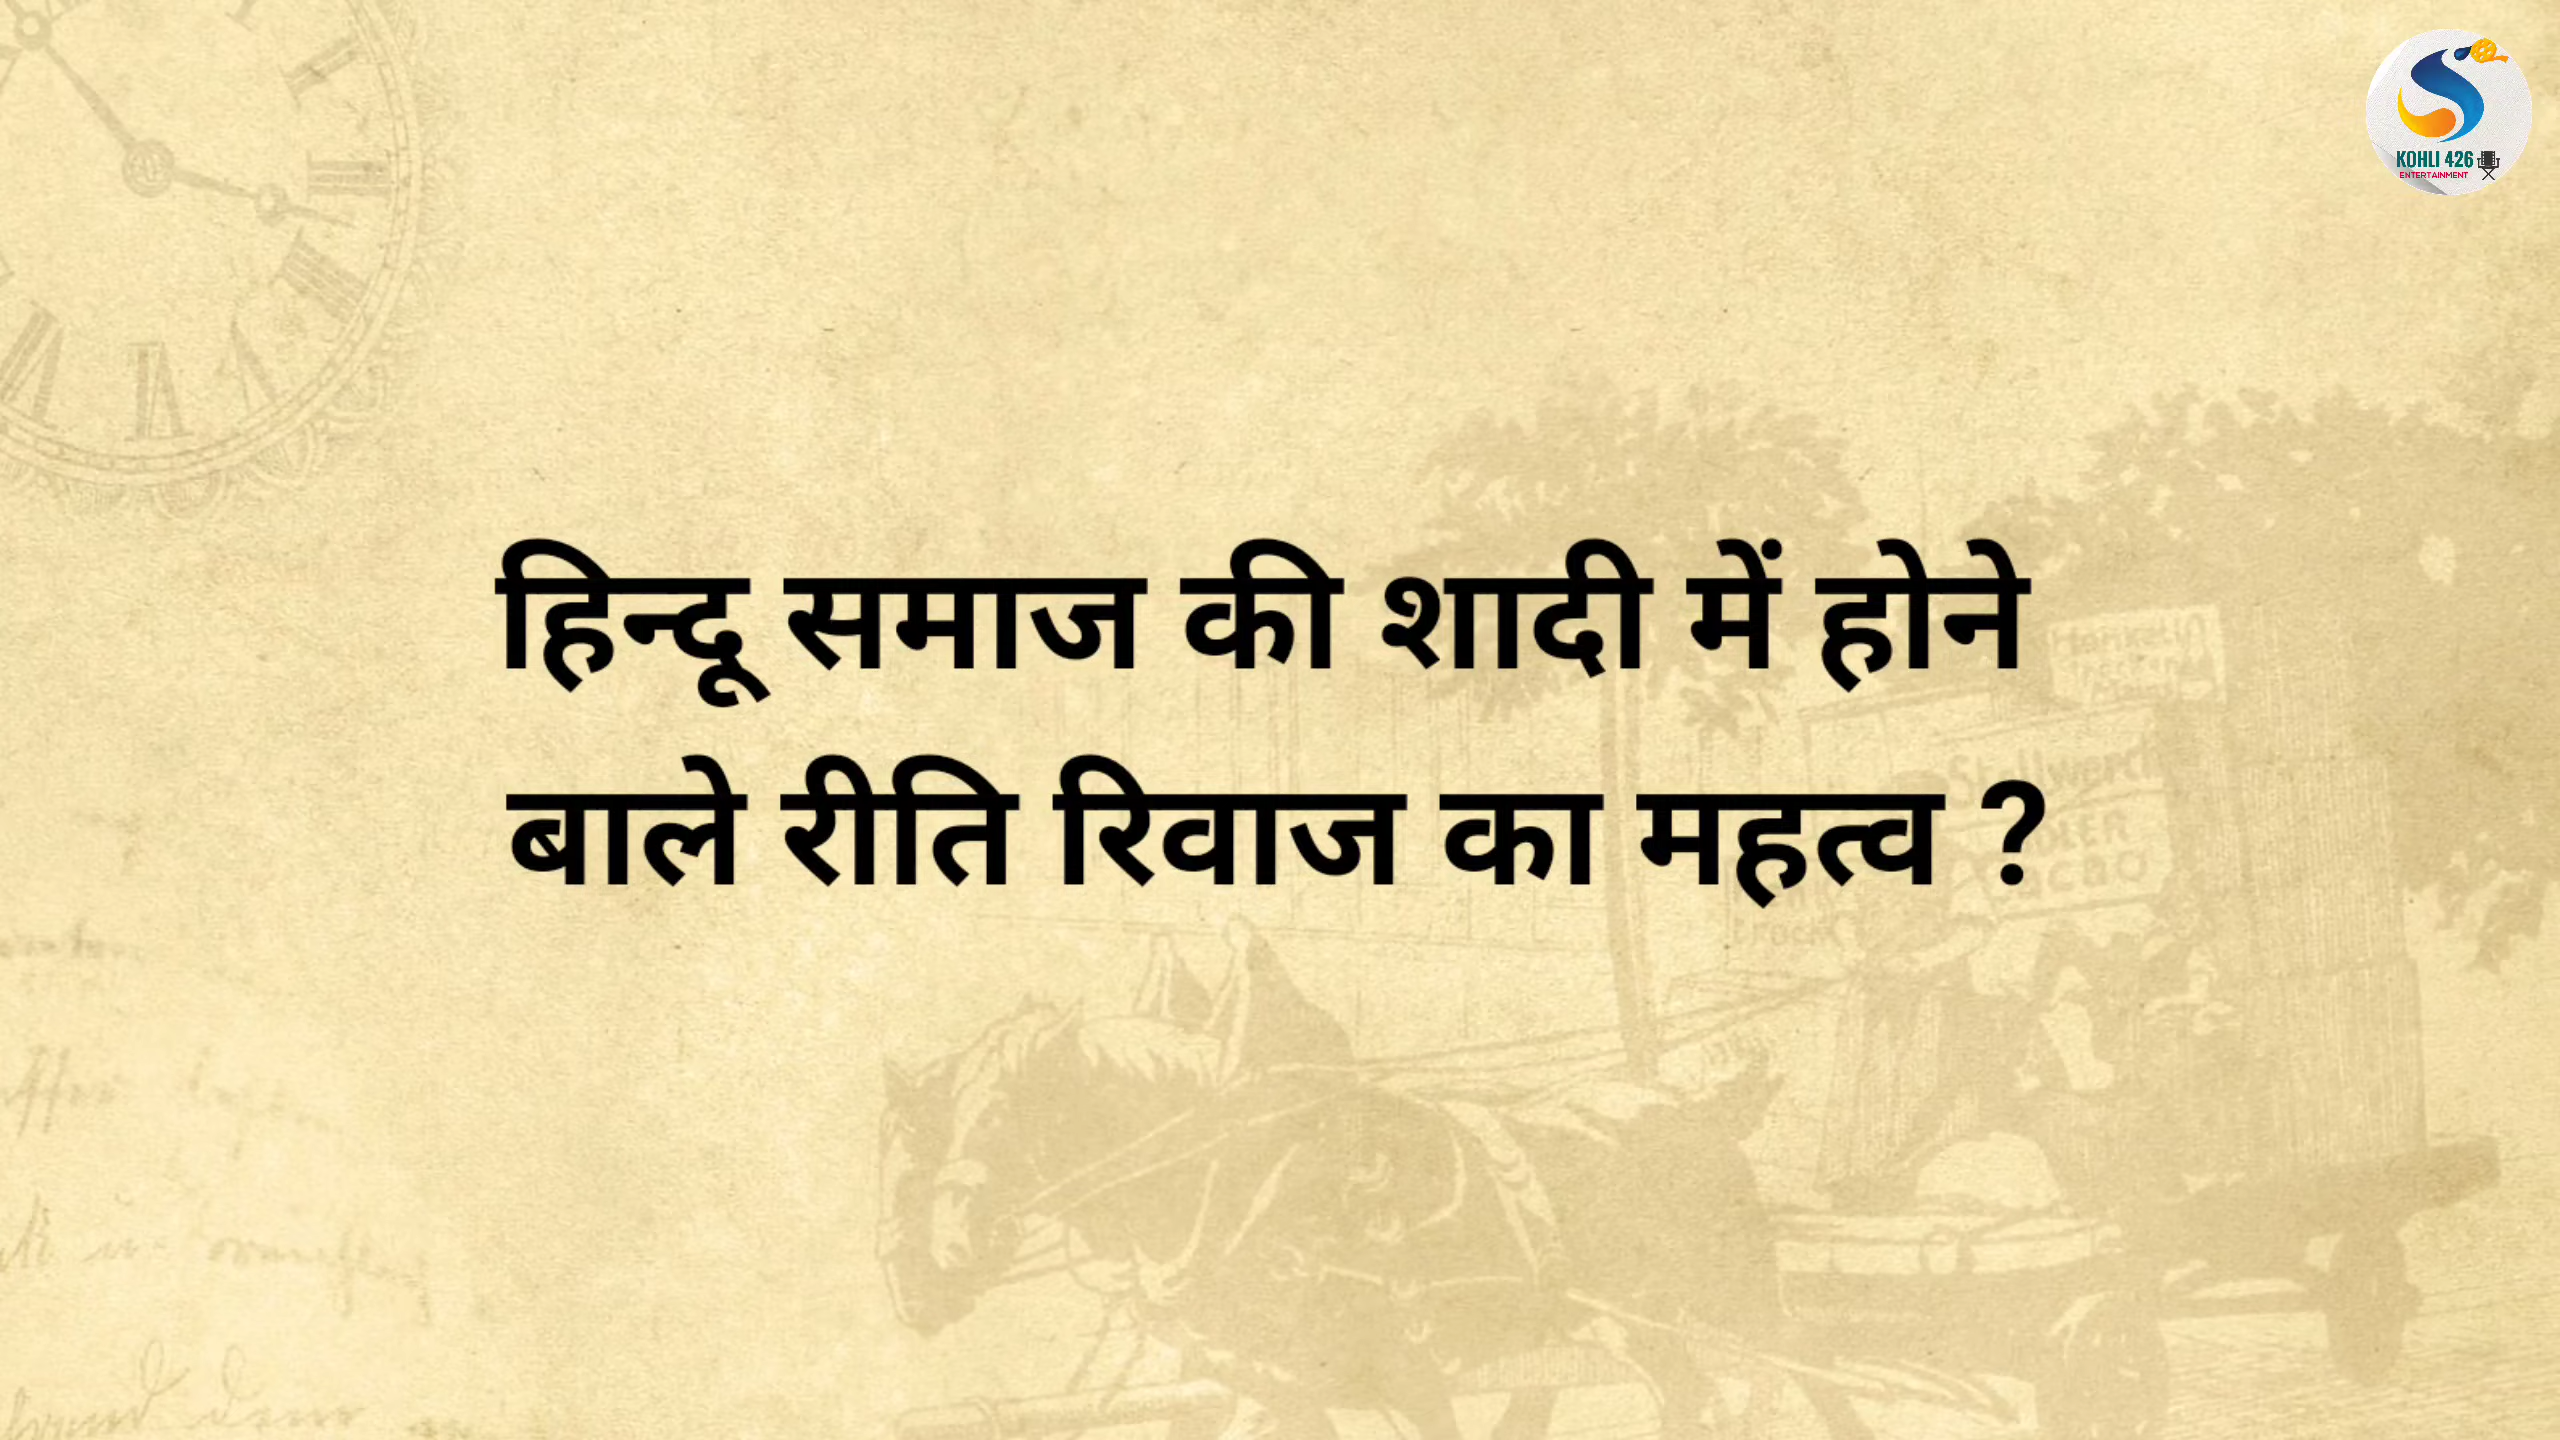 KOHLI 426
ENTERTAINMENT
हिन्दू समाज की शादी में होने
बाले रीति रिवाज का महत्व ?